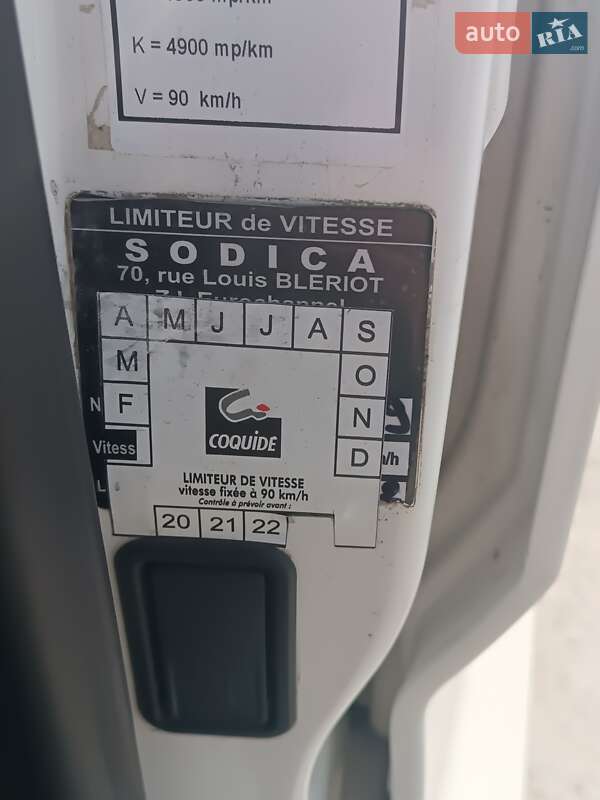 auto RIA.com
K = 4900 mp/km
V = 90 km/h
LIMITEUR de VITESSE
SODICA
70, rue Louis BLERIOT
A M J J A S
M O
F N
Vitess D
COQUIDE
LIMITEUR DE VITESSE
vitesse fixée à 90 km/h
Contrôle à prévoir avant :
20 21 22